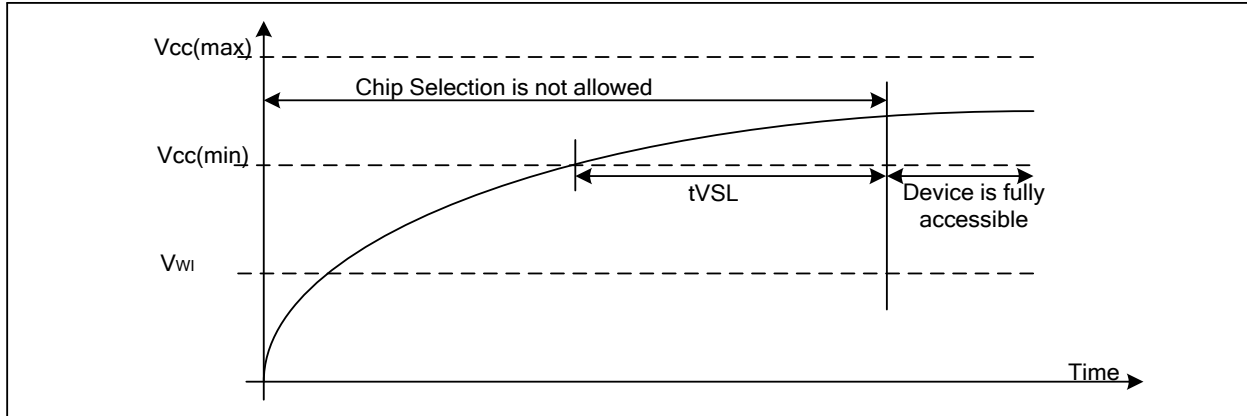 Vcc(max)
Chip Selection is not allowed
Vcc(min)
tVSL
Device is fully
accessible
VWI
Time